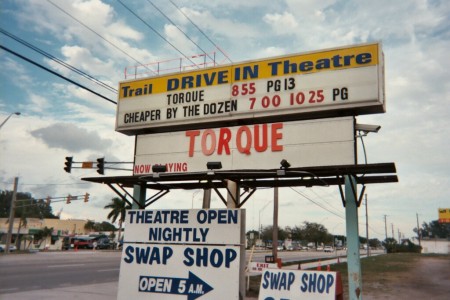 Trail DRIVE IN Theatre
TORQUE 855 PG13
CHEAPER BY THE DOZEN 700 1025 PG
TORQUE
NOW PLAYING
THEATRE OPEN
NIGHTLY
SWAP SHOP
OPEN 5 A.M.
SWAP SHOP